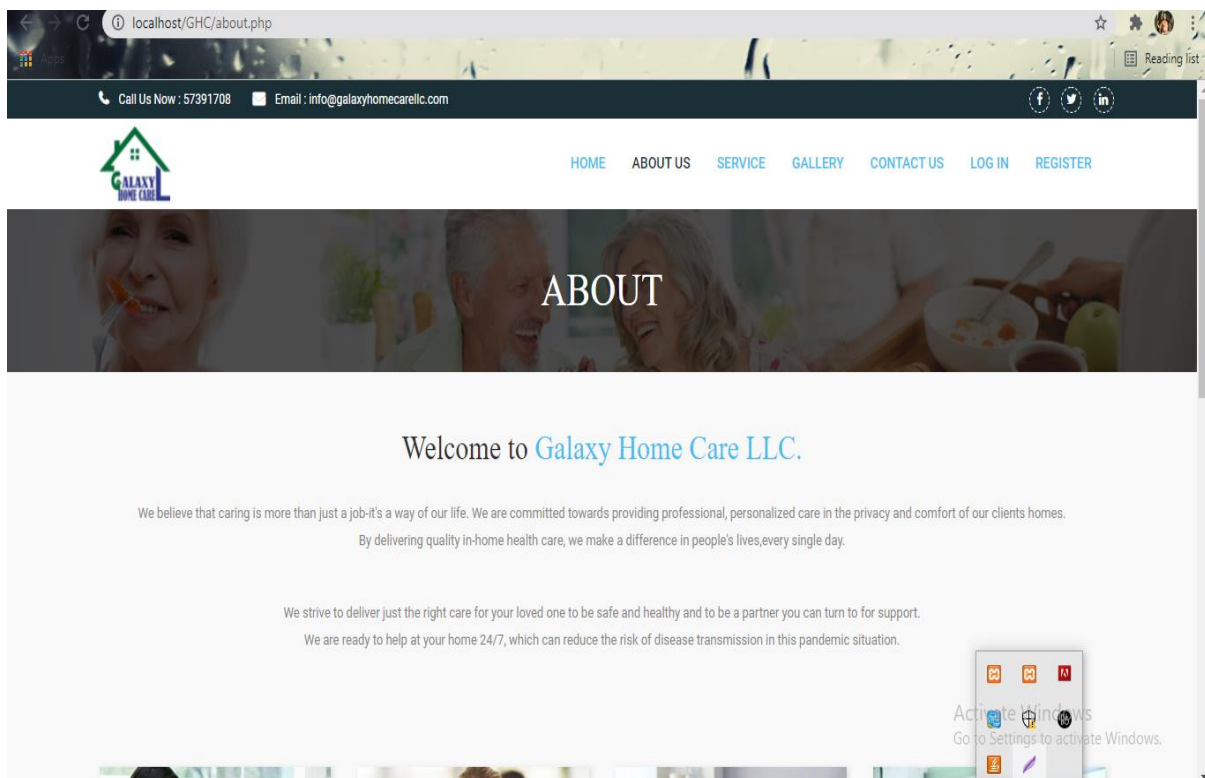 localhost/GHC/about.php
Apps
Reading list
Call Us Now : 57391708 Email : info@galaxyhomecarellc.com
GALAXY
HOME CARE
HOME ABOUT US SERVICE GALLERY CONTACT US LOG IN REGISTER
ABOUT
Welcome to Galaxy Home Care LLC.
We believe that caring is more than just a job-it's a way of our life. We are committed towards providing professional, personalized care in the privacy and comfort of our clients homes.
By delivering quality in-home health care, we make a difference in people's lives,every single day.
We strive to deliver just the right care for your loved one to be safe and healthy and to be a partner you can turn to for support.
We are ready to help at your home 24/7, which can reduce the risk of disease transmission in this pandemic situation.
Activate Windows
Go to Settings to activate Windows.